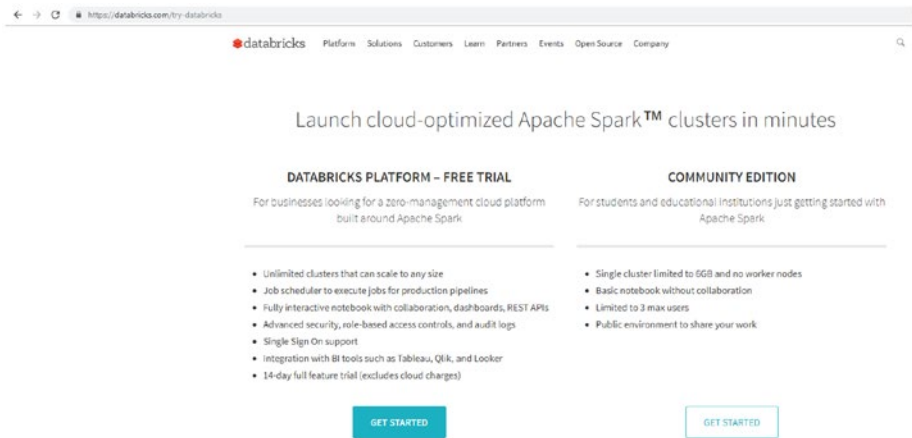 https://databricks.com/try-databricks
databricks Platform Solutions Customers Learn Partners Events Open Source Company
Launch cloud-optimized Apache Spark™ clusters in minutes
DATABRICKS PLATFORM – FREE TRIAL
For businesses looking for a zero-management cloud platform
built around Apache Spark
• Unlimited clusters that can scale to any size
• Job scheduler to execute jobs for production pipelines
• Fully interactive notebook with collaboration, dashboards, REST APIs
• Advanced security, role-based access controls, and audit logs
• Single Sign On support
• Integration with BI tools such as Tableau, Qlik, and Looker
• 14-day full feature trial (excludes cloud charges)
GET STARTED
COMMUNITY EDITION
For students and educational institutions just getting started with
Apache Spark
• Single cluster limited to 6GB and no worker nodes
• Basic notebook without collaboration
• Limited to 3 max users
• Public environment to share your work
GET STARTED